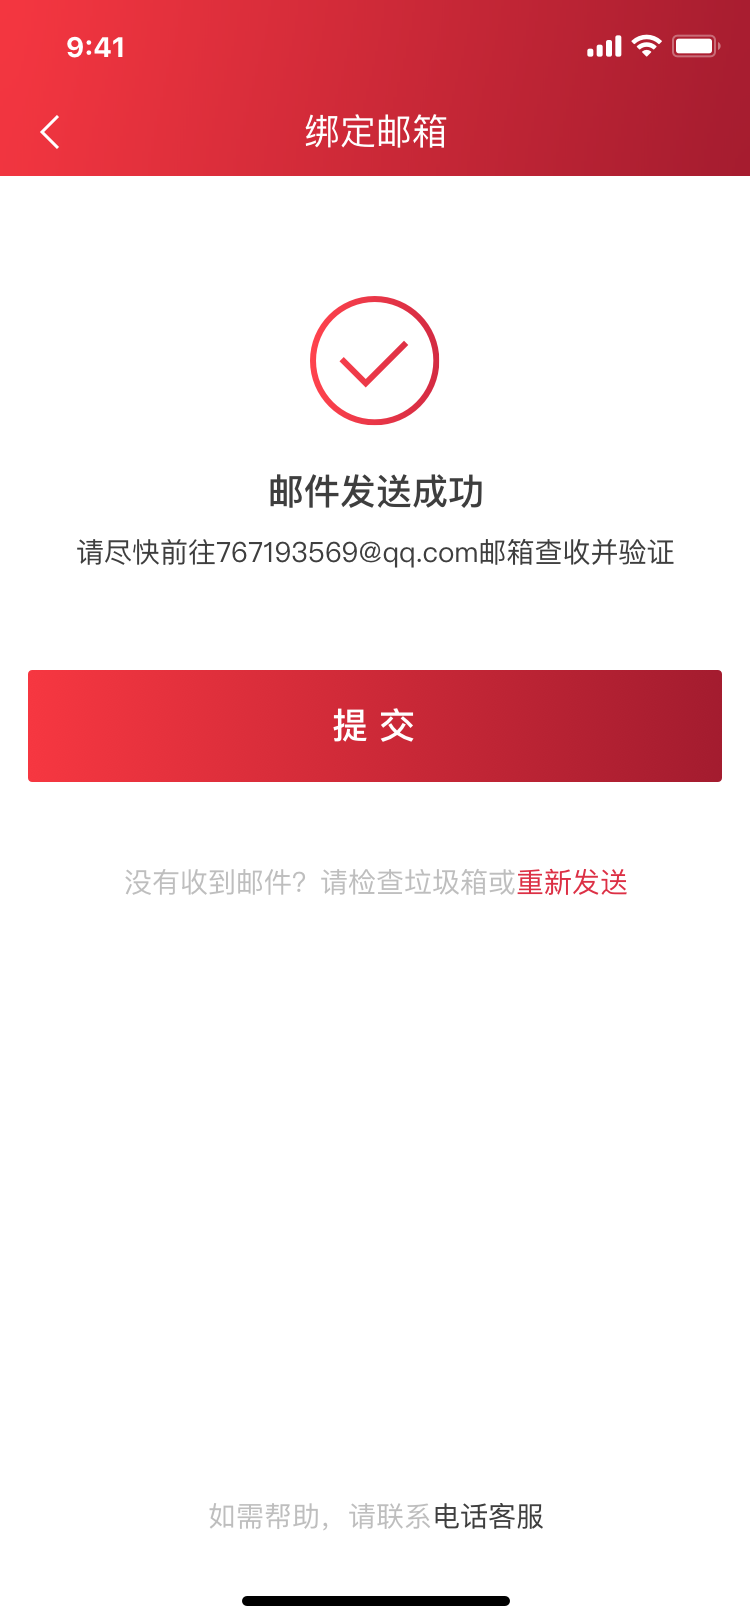 9:41
绑定邮箱
邮件发送成功
请尽快前往767193569@qq.com邮箱查收并验证
提 交
没有收到邮件？请检查垃圾箱或重新发送
如需帮助，请联系电话客服